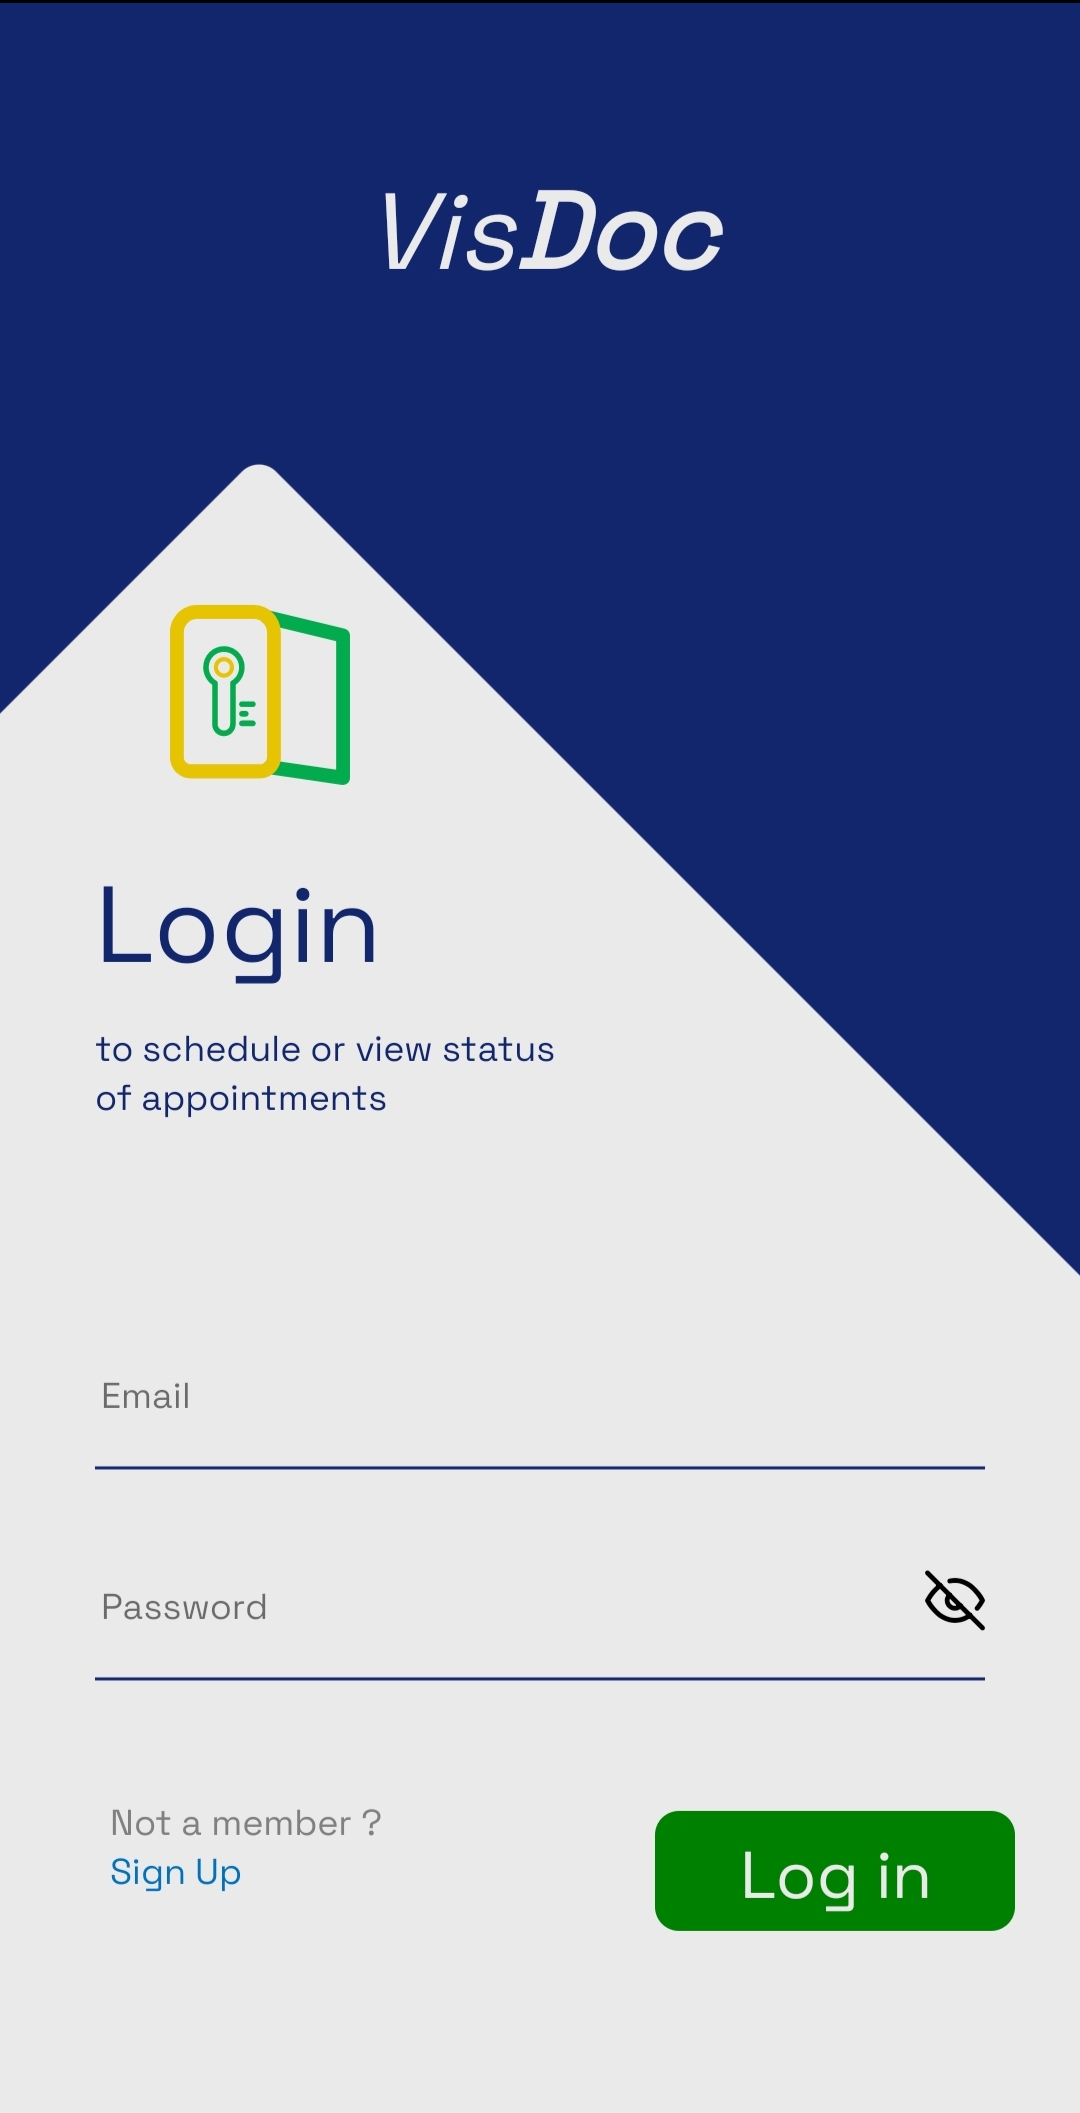 VisDoc
Login
to schedule or view status
of appointments
Email
Password
Not a member ?
Sign Up
Log in